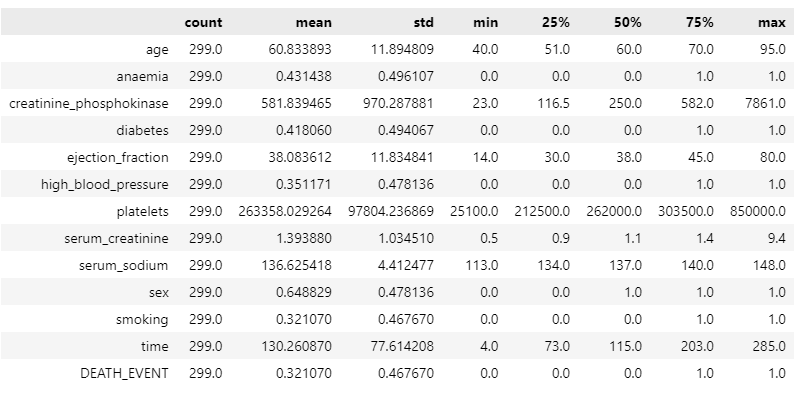 count mean std min 25% 50% 75% max
age 299.0 60.833893 11.894809 40.0 51.0 60.0 70.0 95.0
anaemia 299.0 0.431438 0.496107 0.0 0.0 0.0 1.0 1.0
creatinine_phosphokinase 299.0 581.839465 970.287881 23.0 116.5 250.0 582.0 7861.0
diabetes 299.0 0.418060 0.494067 0.0 0.0 0.0 1.0 1.0
ejection_fraction 299.0 38.083612 11.834841 14.0 30.0 38.0 45.0 80.0
high_blood_pressure 299.0 0.351171 0.478136 0.0 0.0 0.0 1.0 1.0
platelets 299.0 263358.029264 97804.236869 25100.0 212500.0 262000.0 303500.0 850000.0
serum_creatinine 299.0 1.393880 1.034510 0.5 0.9 1.1 1.4 9.4
serum_sodium 299.0 136.625418 4.412477 113.0 134.0 137.0 140.0 148.0
sex 299.0 0.648829 0.478136 0.0 0.0 1.0 1.0 1.0
smoking 299.0 0.321070 0.467670 0.0 0.0 0.0 1.0 1.0
time 299.0 130.260870 77.614208 4.0 73.0 115.0 203.0 285.0
DEATH_EVENT 299.0 0.321070 0.467670 0.0 0.0 0.0 1.0 1.0